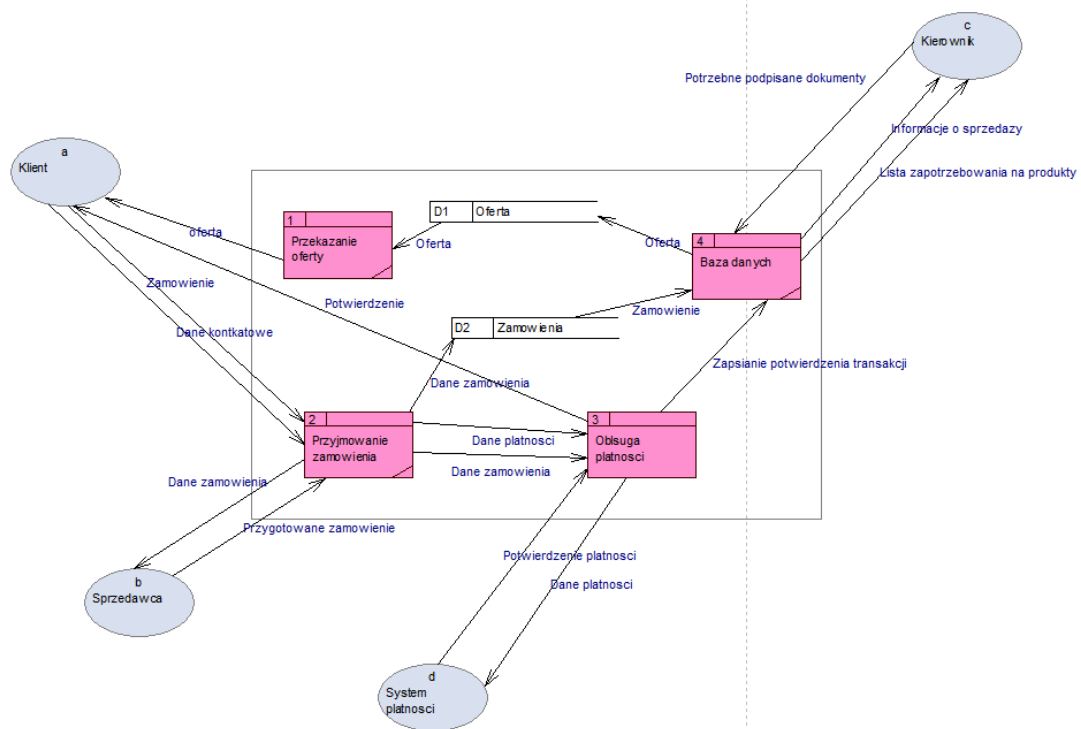 c
Kierownik
Potrzebne podpisane dokumenty
Informacje o sprzedazy
a
Klient
Lista zapotrzebowania na produkty
D1 Oferta
1
Przekazanie
oferty
oferta
Oferta
Oferta
4
Baza danych
Zamowienie
Potwierdzenie
Zamowienie
D2 Zamowienia
Dane kontkatowe
Zapsianie potwierdzenia transakcji
Dane zamowienia
2
Przyjmowanie
zamowienia
3
Oblsuga
platnosci
Dane platnosci
Dane zamowienia
Dane zamowienia
Przygotowane zamowienie
Potwierdzenie platnosci
b
Sprzedawca
Dane platnosci
d
System
platnosci